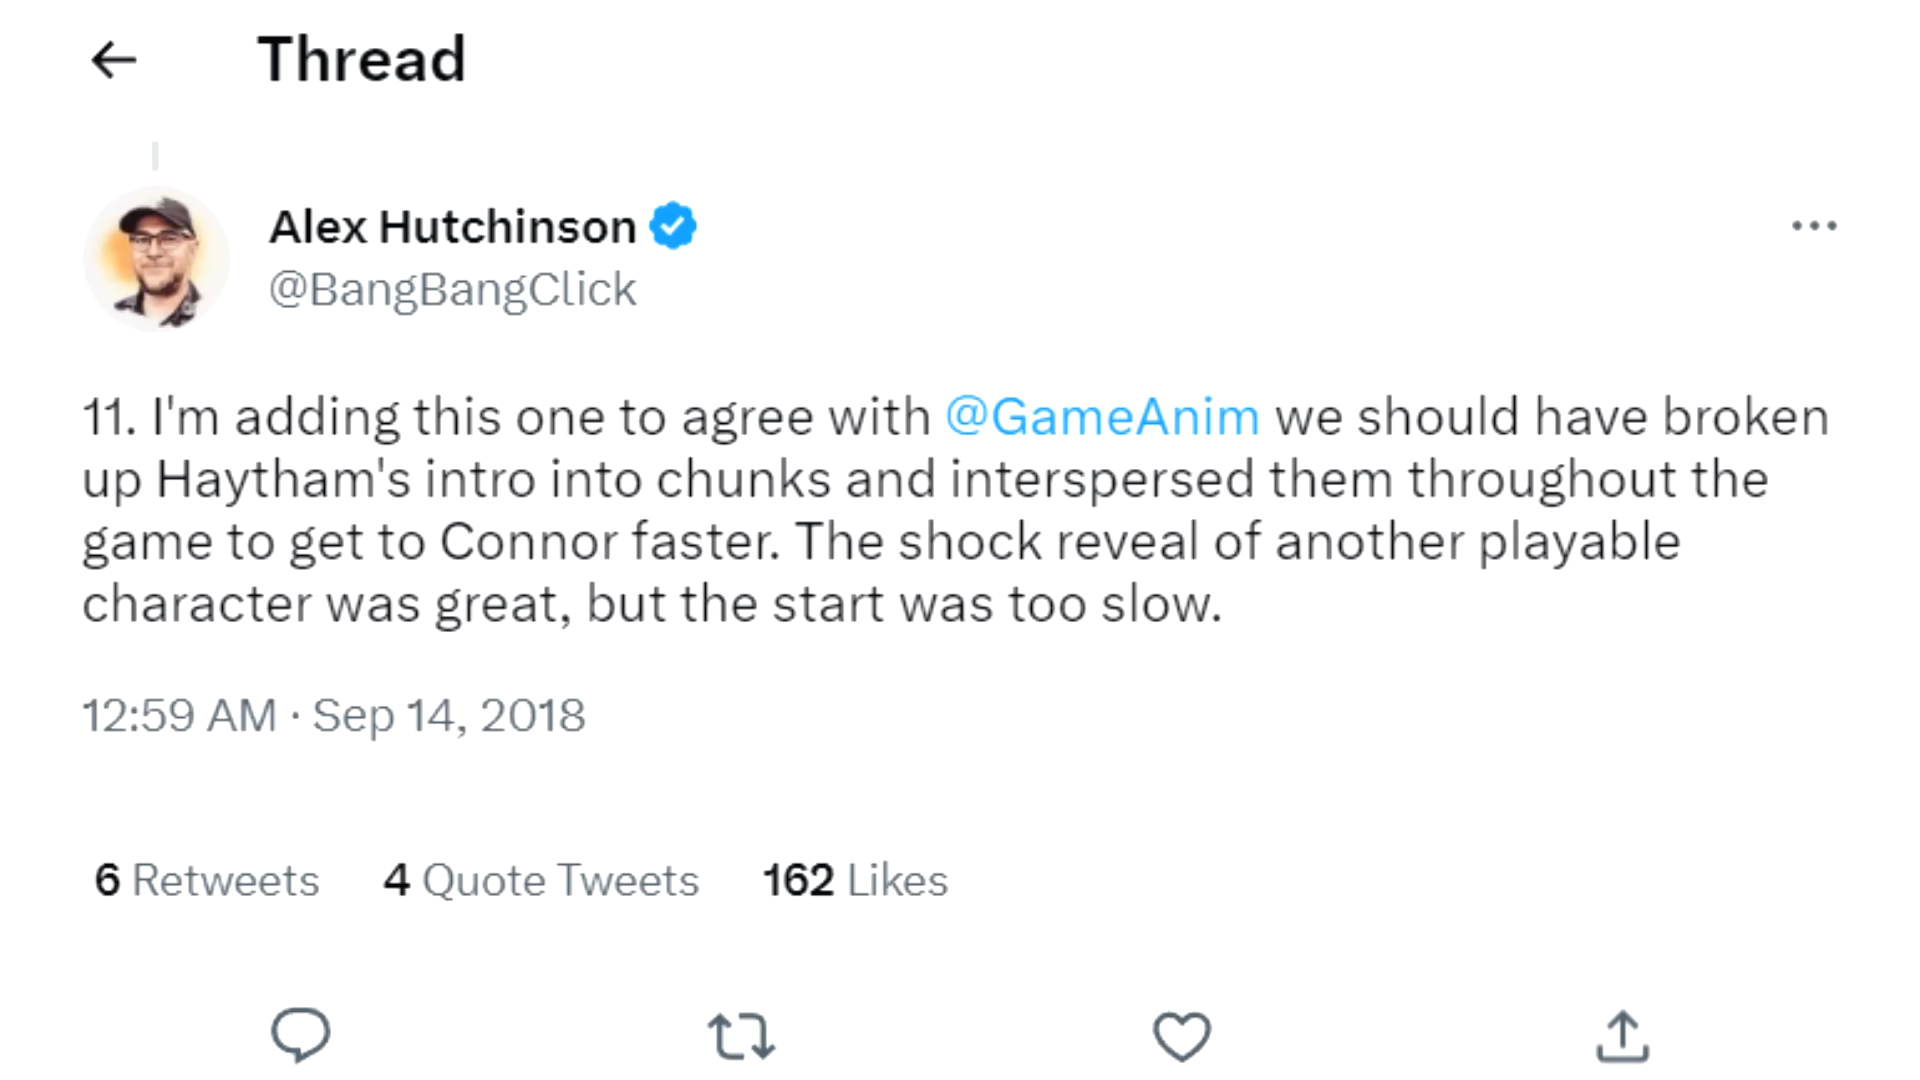 Thread
Alex Hutchinson
@BangBangClick
11. I'm adding this one to agree with @GameAnim we should have broken
up Haytham's intro into chunks and interspersed them throughout the
game to get to Connor faster. The shock reveal of another playable
character was great, but the start was too slow.
12:59 AM · Sep 14, 2018
6 Retweets 4 Quote Tweets 162 Likes